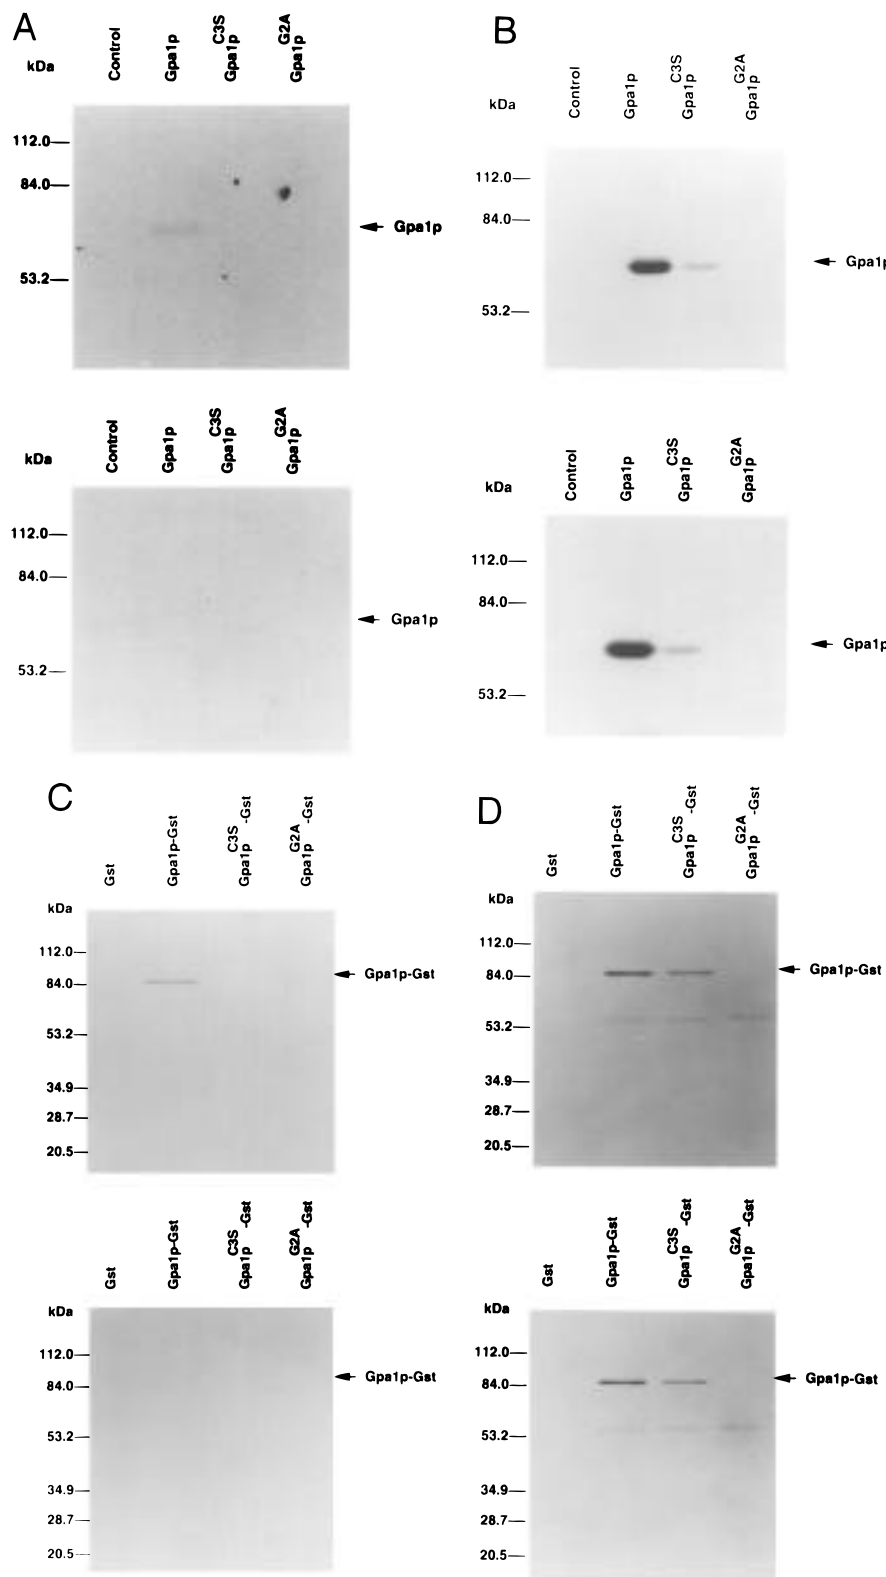 A
Control
Gpa1p
C3S
Gpa1p
G2A
Gpa1p
kDa
112.0
84.0
53.2
Gpa1p
B
Control
Gpa1p
C3S
Gpa1p
G2A
Gpa1p
kDa
112.0
84.0
53.2
Gpa1p
Control
Gpa1p
C3S
Gpa1p
G2A
Gpa1p
kDa
112.0
84.0
53.2
Gpa1p
Control
Gpa1p
C3S
Gpa1p
G2A
Gpa1p
kDa
112.0
84.0
53.2
Gpa1p
C
Gst
Gpa1p-Gst
C3S
Gpa1p -Gst
G2A
Gpa1p -Gst
kDa
112.0
84.0
53.2
34.9
28.7
20.5
Gpa1p-Gst
D
Gst
Gpa1p-Gst
C3S
Gpa1p -Gst
G2A
Gpa1p -Gst
kDa
112.0
84.0
53.2
34.9
28.7
20.5
Gpa1p-Gst
Gst
Gpa1p-Gst
C3S
Gpa1p -Gst
G2A
Gpa1p -Gst
kDa
112.0
84.0
53.2
34.9
28.7
20.5
Gpa1p-Gst
Gst
Gpa1p-Gst
C3S
Gpa1p -Gst
G2A
Gpa1p -Gst
kDa
112.0
84.0
53.2
34.9
28.7
20.5
Gpa1p-Gst